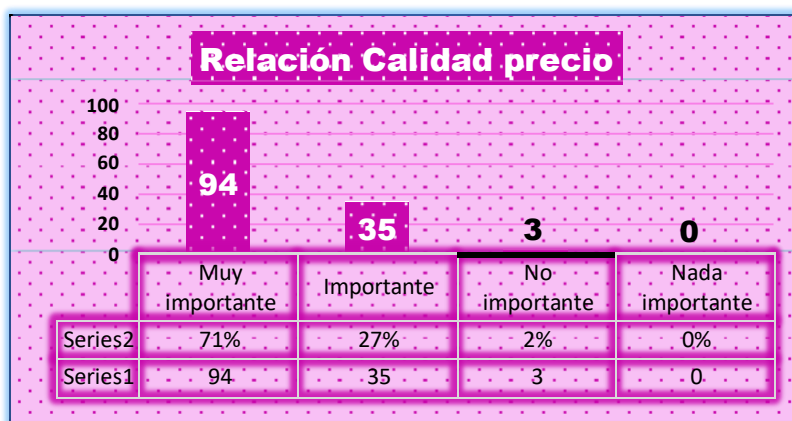 Relación Calidad precio
100
80
60
40
20
0
94
35
3
0
Muy importante
Importante
No importante
Nada importante
Series2 71% 27% 2% 0%
Series1 94 35 3 0